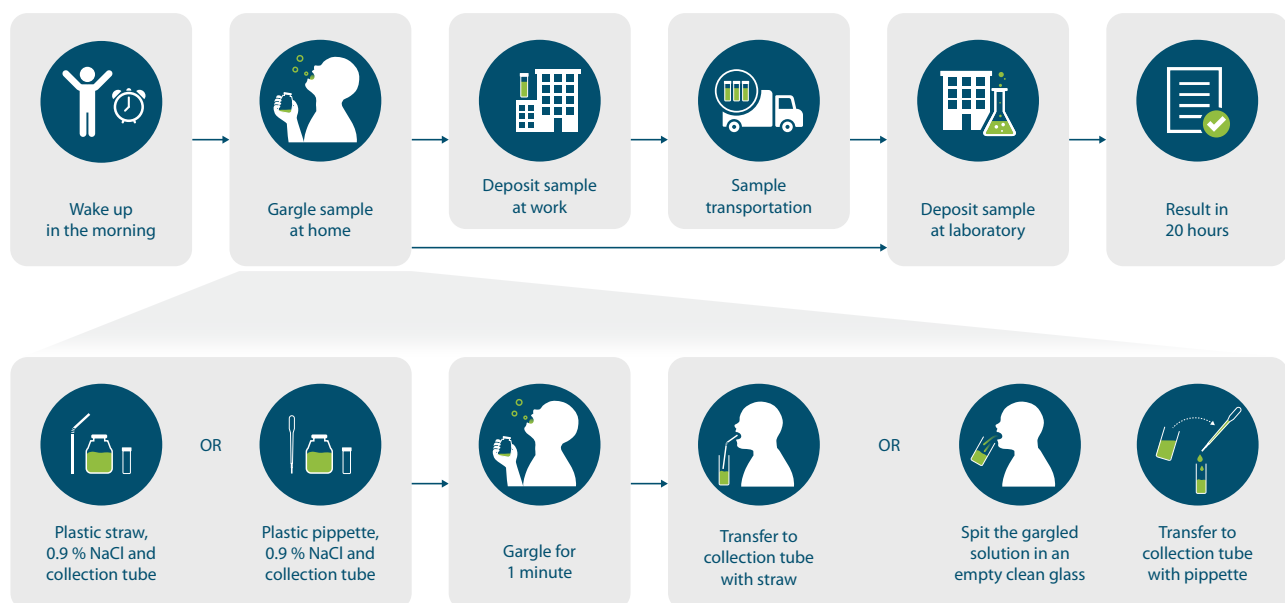 Wake up
in the morning
Gargle sample
at home
Deposit sample
at work
Sample
transportation
Deposit sample
at laboratory
Result in
20 hours
Plastic straw,
0.9 % NaCl and
collection tube
OR
Plastic pippette,
0.9 % NaCl and
collection tube
Gargle for
1 minute
Transfer to
collection tube
with straw
OR
Spit the gargled
solution in an
empty clean glass
Transfer to
collection tube
with pippette